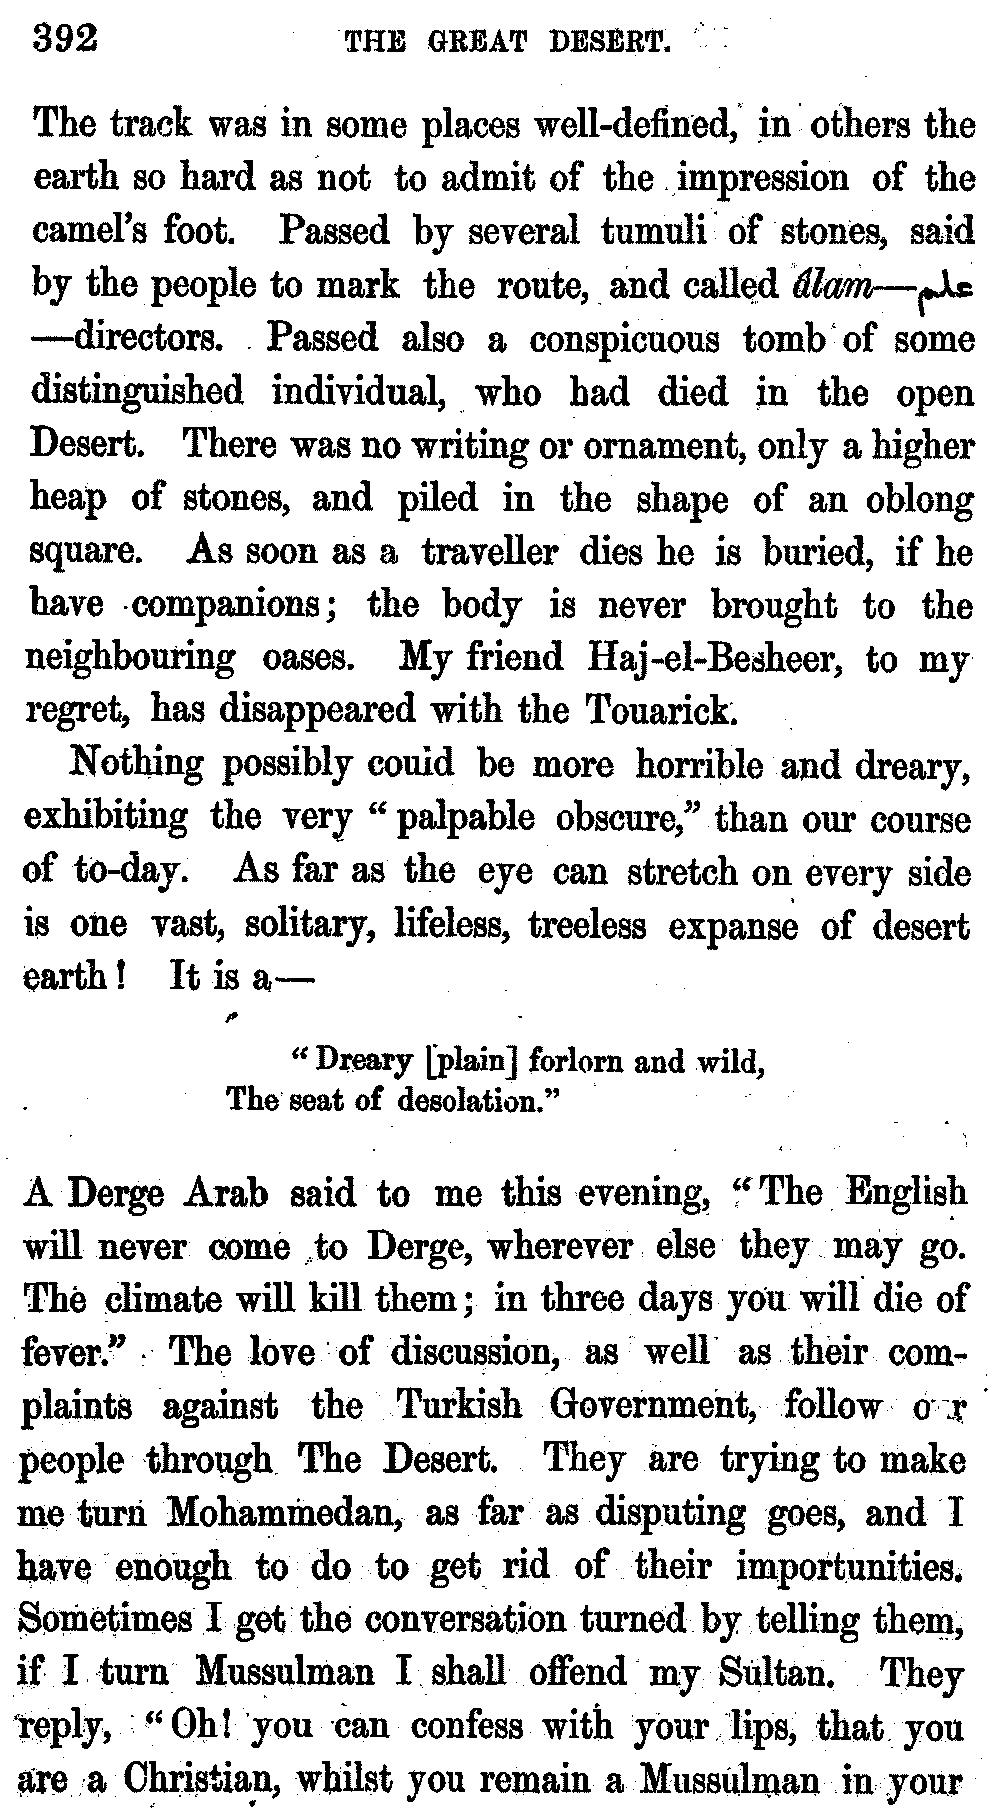 392 THE GREAT DESERT.
The track was in some places well-defined, in others the
earth so hard as not to admit of the impression of the
camel's foot. Passed by several tumuli of stones, said
by the people to mark the route, and called âlam—علم
—directors. Passed also a conspicuous tomb of some
distinguished individual, who had died in the open
Desert. There was no writing or ornament, only a higher
heap of stones, and piled in the shape of an oblong
square. As soon as a traveller dies he is buried, if he
have companions; the body is never brought to the
neighbouring oases. My friend Haj-el-Besheer, to my
regret, has disappeared with the Touarick.
Nothing possibly could be more horrible and dreary,
exhibiting the very “palpable obscure,” than our course
of to-day. As far as the eye can stretch on every side
is one vast, solitary, lifeless, treeless expanse of desert
earth! It is a—
“Dreary [plain] forlorn and wild,
The seat of desolation.”
A Derge Arab said to me this evening, “The English
will never come to Derge, wherever else they may go.
The climate will kill them; in three days you will die of
fever.” The love of discussion, as well as their com-
plaints against the Turkish Government, follow o r
people through The Desert. They are trying to make
me turn Mohammedan, as far as disputing goes, and I
have enough to do to get rid of their importunities.
Sometimes I get the conversation turned by telling them,
if I turn Mussulman I shall offend my Sultan. They
reply, “Oh! you can confess with your lips, that you
are a Christian, whilst you remain a Mussulman in your